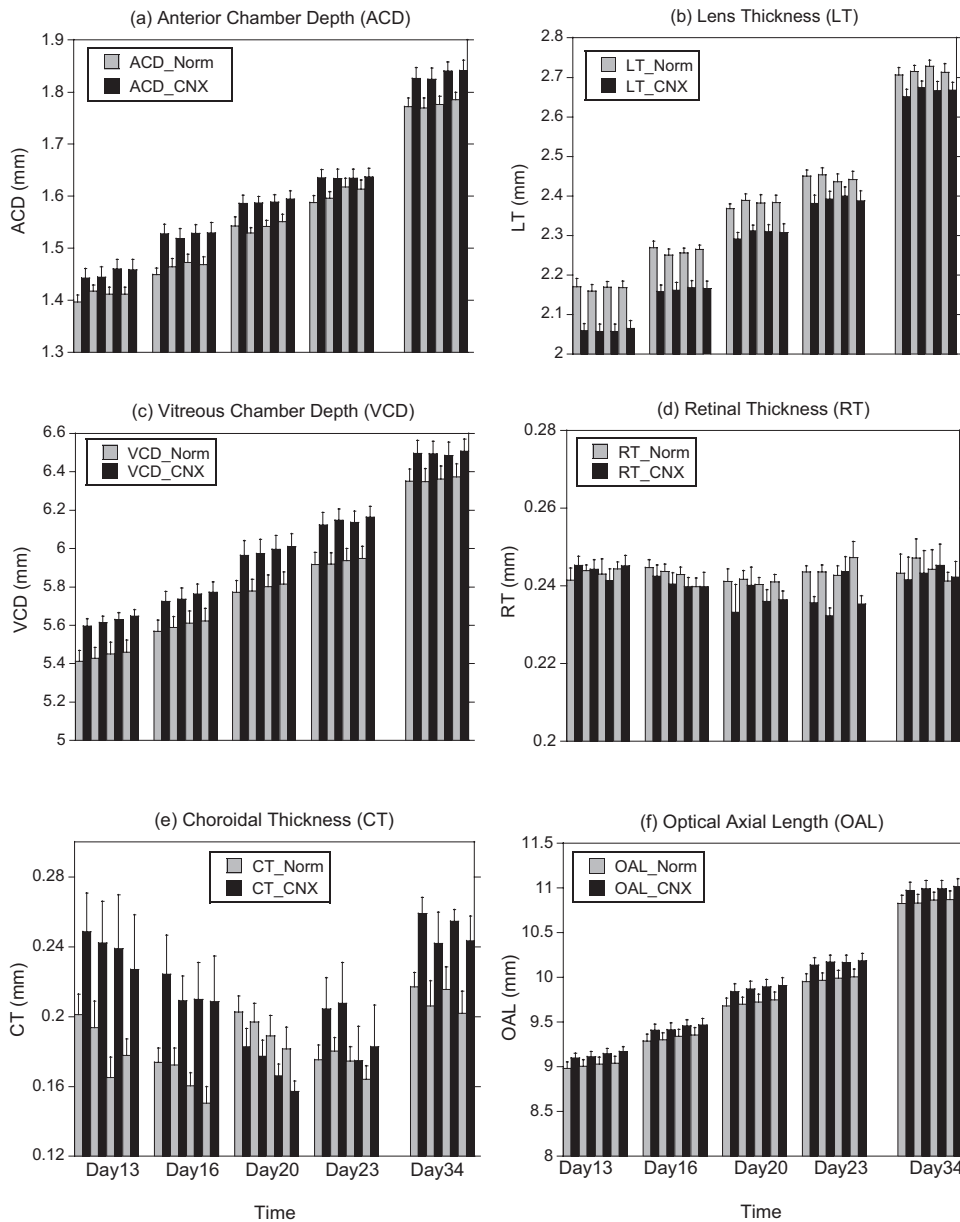 (a) Anterior Chamber Depth (ACD)
1.9
ACD_Norm
ACD_CNX
1.8
1.7
1.6
1.5
1.4
1.3
ACD (mm)
(b) Lens Thickness (LT)
2.8
LT_Norm
LT_CNX
2.7
2.6
2.5
2.4
2.3
2.2
2.1
2
LT (mm)
(c) Vitreous Chamber Depth (VCD)
6.6
VCD_Norm
VCD_CNX
6.4
6.2
6
5.8
5.6
5.4
5.2
5
VCD (mm)
(d) Retinal Thickness (RT)
0.28
RT_Norm
RT_CNX
0.26
0.24
0.22
0.2
RT (mm)
(e) Choroidal Thickness (CT)
CT_Norm
CT_CNX
0.28
0.24
0.2
0.16
0.12
CT (mm)
Day13 Day16 Day20 Day23 Day34
Time
(f) Optical Axial Length (OAL)
11.5
OAL_Norm
OAL_CNX
11
10.5
10
9.5
9
8.5
8
OAL (mm)
Day13 Day16 Day20 Day23 Day34
Time